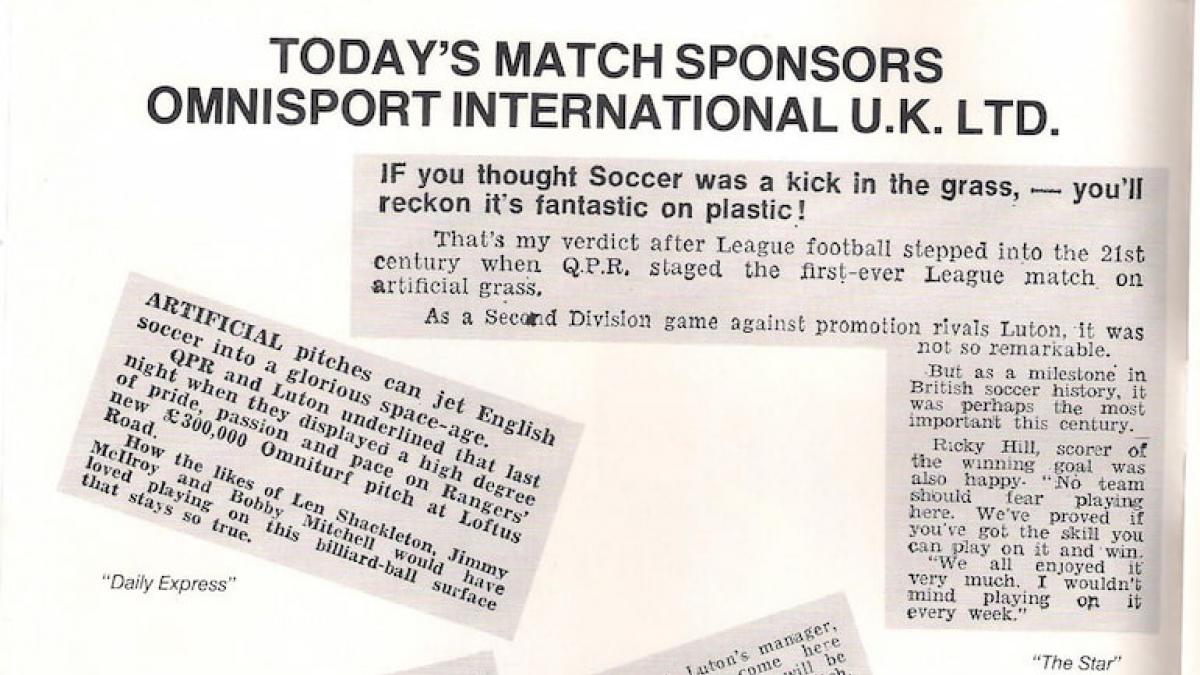 TODAY'S MATCH SPONSORS
OMNISPORT INTERNATIONAL U.K. LTD.
IF you thought Soccer was a kick in the grass, — you'll
reckon it's fantastic on plastic!
That's my verdict after League football stepped into the 21st
century when Q.P.R. staged the first-ever League match on
artificial grass.
As a Second Division game against promotion rivals Luton, it was
not so remarkable.
But as a milestone in
British soccer history, it
was perhaps the most
important this century.
Ricky Hill, scorer of
the winning goal was
also happy- "No team
should fear playing
here. We've proved if
you've got the skill you
can play on it and win.
"We all enjoyed it
very much. I wouldn't
mind playing on it
every week."
"The Star"
ARTIFICIAL pitches can jet English
soccer into a glorious space-age.
QPR and Luton underlined that last
night when they displayed a high degree
of pride, passion and pace on Rangers'
new £300,000 Omniturf pitch at Loftus
Road.
How the likes of Len Shackleton, Jimmy
McIlroy and Bobby Mitchell would have
loved playing on this billiard-ball surface
that stays so true.
"Daily Express"
Luton's manager,
come here
will be